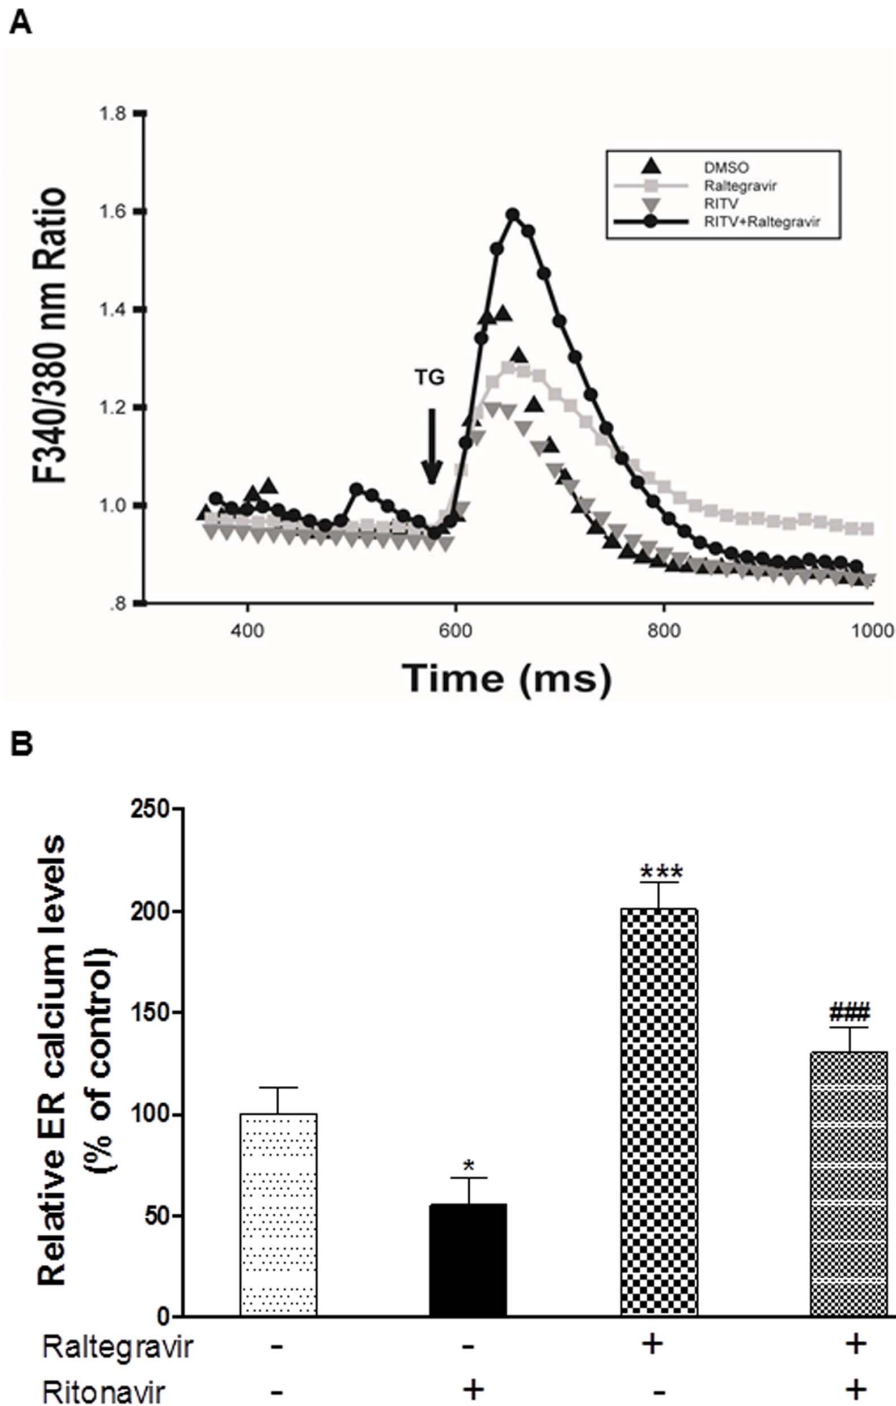 A
F340/380 nm Ratio
1.8
1.6
1.4
1.2
1.0
.8
DMSO
Raltegravir
RITV
RITV+Raltegravir
TG
400 600 800 1000
Time (ms)
B
Relative ER calcium levels
(% of control)
250
200
150
100
50
0
*
***
###
Raltegravir - - + +
Ritonavir - + - +